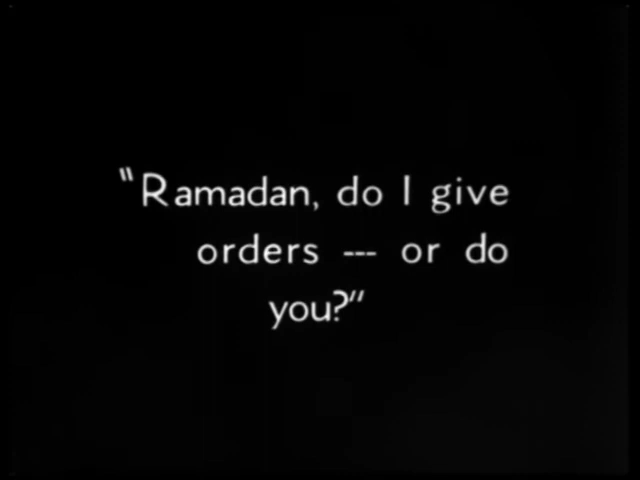 "Ramadan, do I give
orders --- or do
you?"